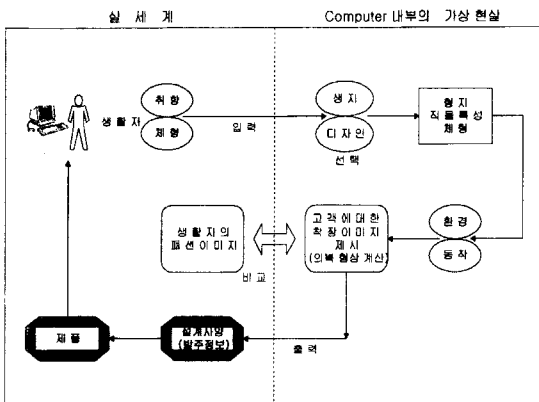 실 세 계
Computer 내부의 가상 현실
생활자
취향
체형
입력
생지
디자인
선택
형지
직물특성
체형
생활자의
패션이미지
비교
고객에 대한
착장이미지
제시
(의복 형상 계산)
환경
동작
제품
설계사양
(발주정보)
출력